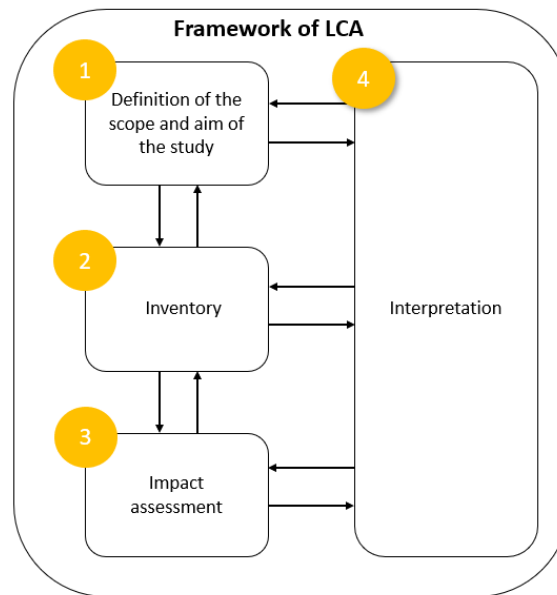 Framework of LCA
1
Definition of the
scope and aim of
the study
2
Inventory
3
Impact
assessment
4
Interpretation